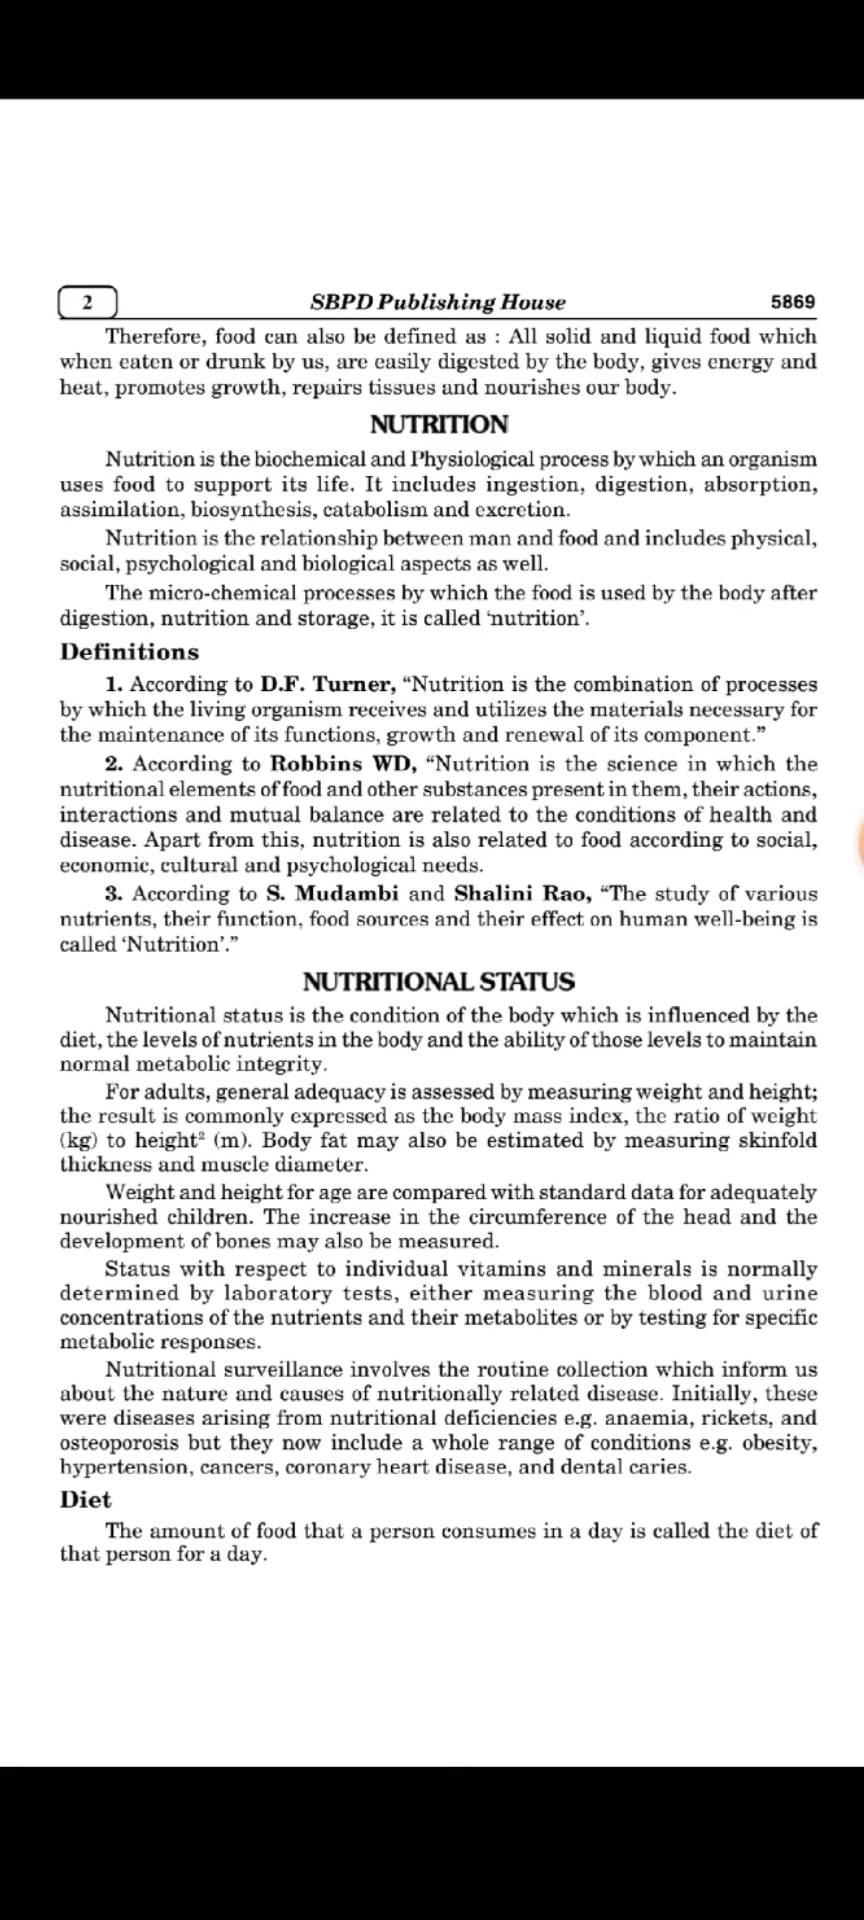 2 SBPD Publishing House 5869
Therefore, food can also be defined as : All solid and liquid food which
when eaten or drunk by us, are easily digested by the body, gives energy and
heat, promotes growth, repairs tissues and nourishes our body.
NUTRITION
Nutrition is the biochemical and Physiological process by which an organism
uses food to support its life. It includes ingestion, digestion, absorption,
assimilation, biosynthesis, catabolism and excretion.
Nutrition is the relationship between man and food and includes physical,
social, psychological and biological aspects as well.
The micro-chemical processes by which the food is used by the body after
digestion, nutrition and storage, it is called ‘nutrition’.
Definitions
1. According to D.F. Turner, “Nutrition is the combination of processes
by which the living organism receives and utilizes the materials necessary for
the maintenance of its functions, growth and renewal of its component.”
2. According to Robbins WD, “Nutrition is the science in which the
nutritional elements of food and other substances present in them, their actions,
interactions and mutual balance are related to the conditions of health and
disease. Apart from this, nutrition is also related to food according to social,
economic, cultural and psychological needs.
3. According to S. Mudambi and Shalini Rao, “The study of various
nutrients, their function, food sources and their effect on human well-being is
called ‘Nutrition’.”
NUTRITIONAL STATUS
Nutritional status is the condition of the body which is influenced by the
diet, the levels of nutrients in the body and the ability of those levels to maintain
normal metabolic integrity.
For adults, general adequacy is assessed by measuring weight and height;
the result is commonly expressed as the body mass index, the ratio of weight
(kg) to height² (m). Body fat may also be estimated by measuring skinfold
thickness and muscle diameter.
Weight and height for age are compared with standard data for adequately
nourished children. The increase in the circumference of the head and the
development of bones may also be measured.
Status with respect to individual vitamins and minerals is normally
determined by laboratory tests, either measuring the blood and urine
concentrations of the nutrients and their metabolites or by testing for specific
metabolic responses.
Nutritional surveillance involves the routine collection which inform us
about the nature and causes of nutritionally related disease. Initially, these
were diseases arising from nutritional deficiencies e.g. anaemia, rickets, and
osteoporosis but they now include a whole range of conditions e.g. obesity,
hypertension, cancers, coronary heart disease, and dental caries.
Diet
The amount of food that a person consumes in a day is called the diet of
that person for a day.